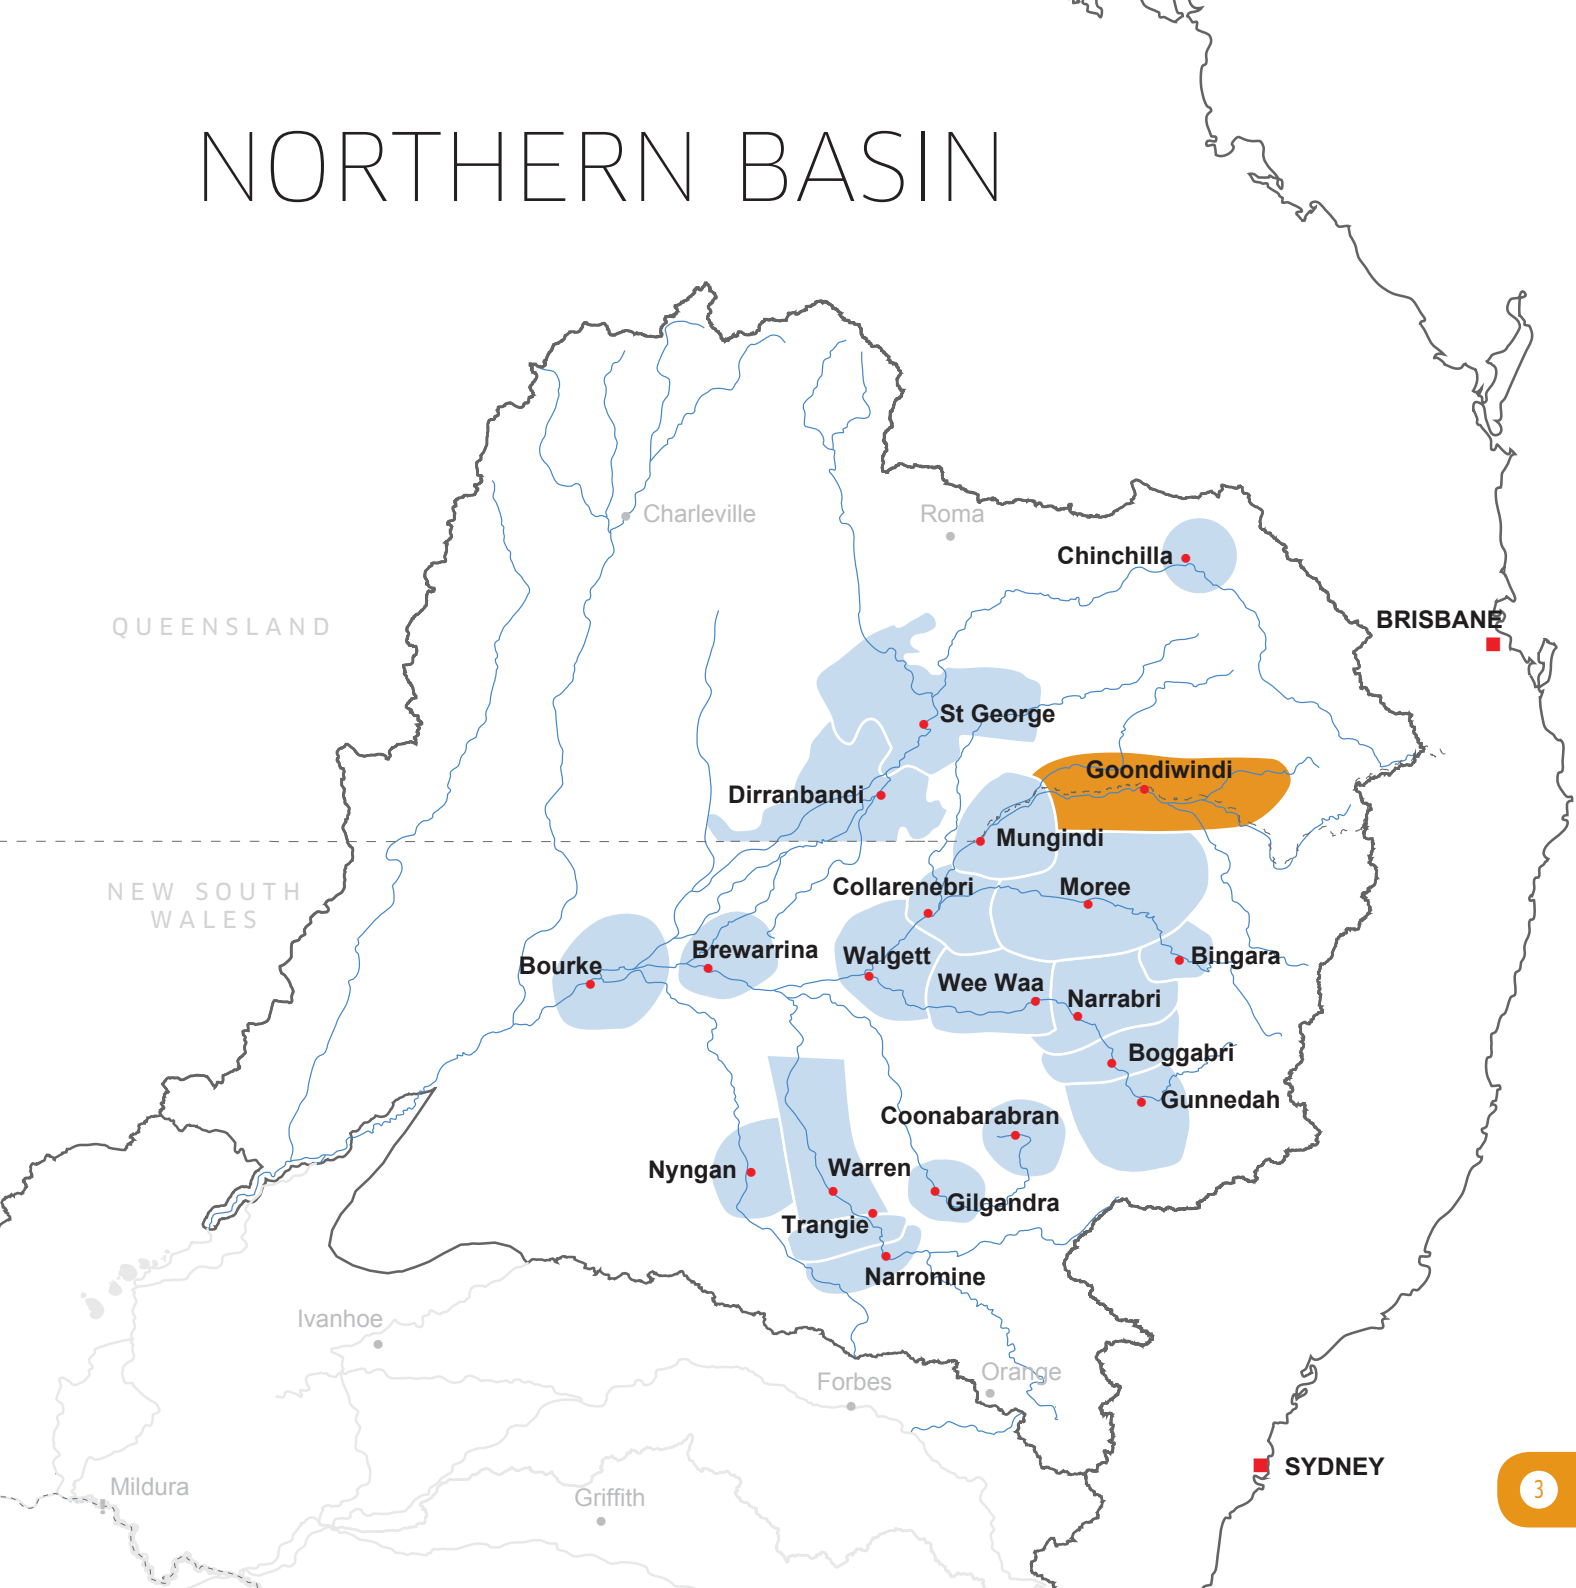 NORTHERN BASIN
Charleville
Roma
Chinchilla
QUEENSLAND
BRISBANE
St George
Goondiwindi
Dirranbandi
Mungindi
NEW SOUTH
WALES
Collarenebri
Moree
Brewarrina
Walgett
Bingara
Bourke
Wee Waa
Narrabri
Boggabri
Gunnedah
Coonabarabran
Nyngan
Warren
Gilgandra
Trangie
Narromine
Ivanhoe
Forbes
Orange
SYDNEY
Mildura
Griffith
3